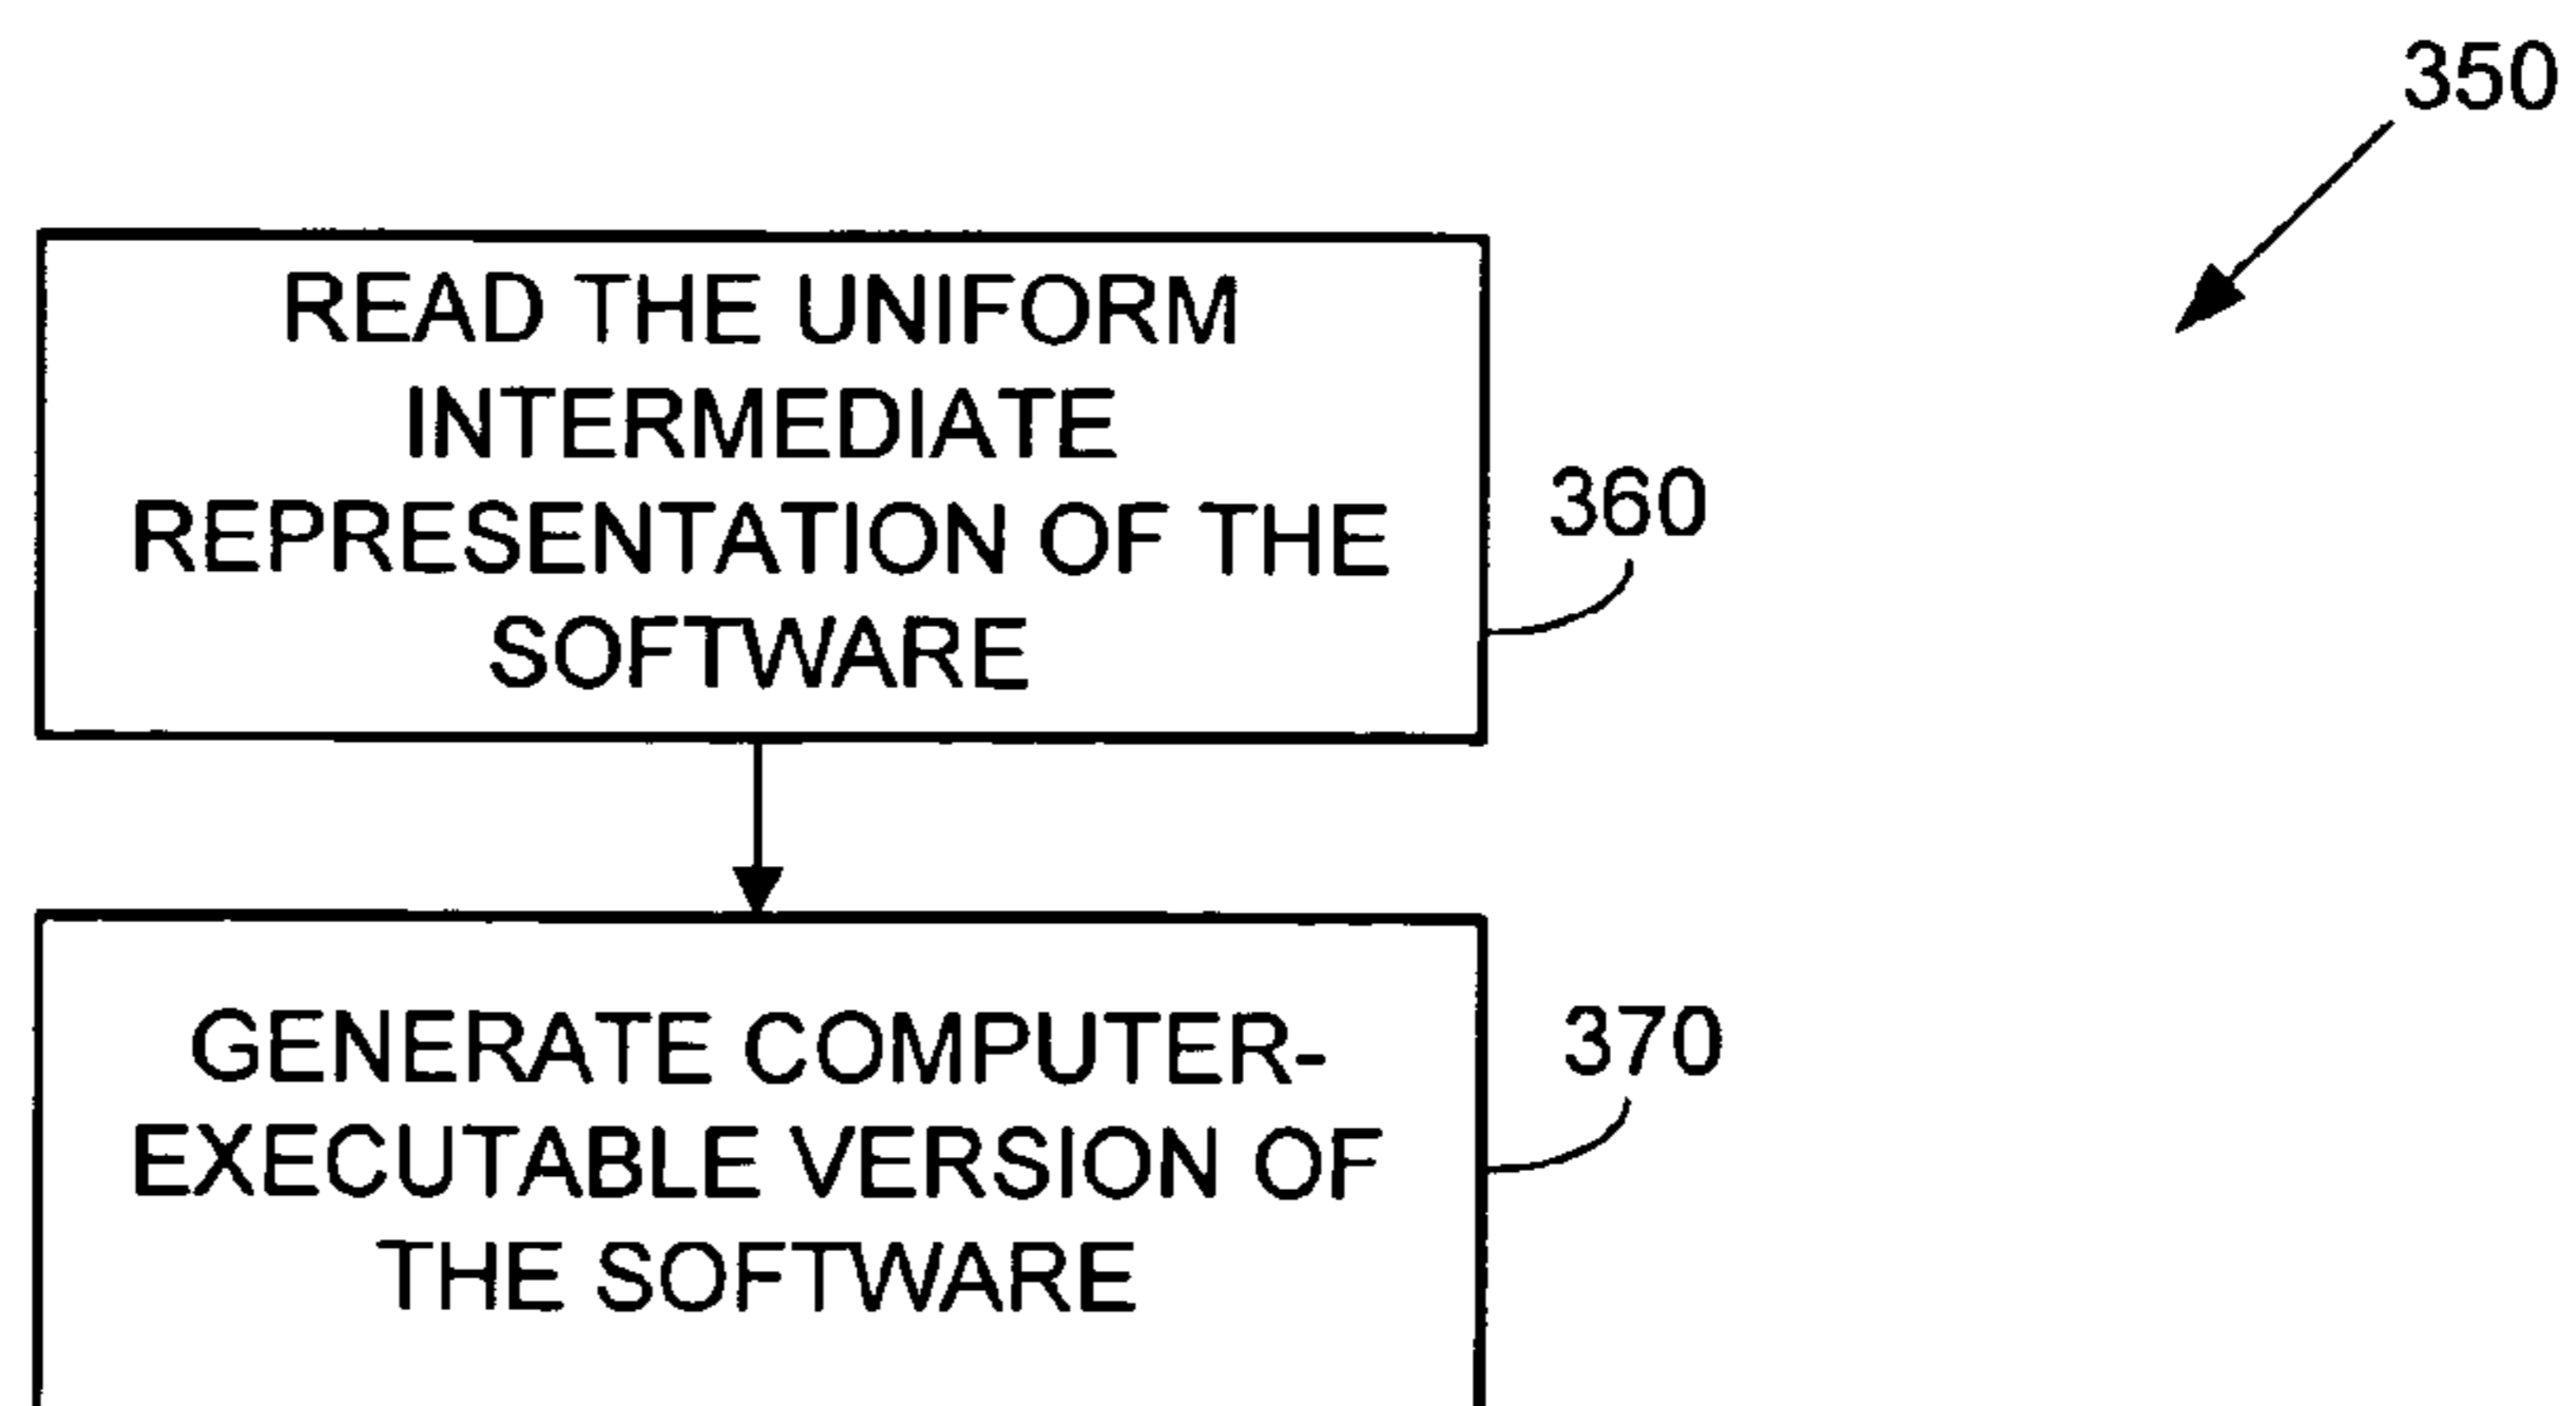 350
READ THE UNIFORM
INTERMEDIATE
REPRESENTATION OF THE
SOFTWARE
360
GENERATE COMPUTER-
EXECUTABLE VERSION OF
THE SOFTWARE
370